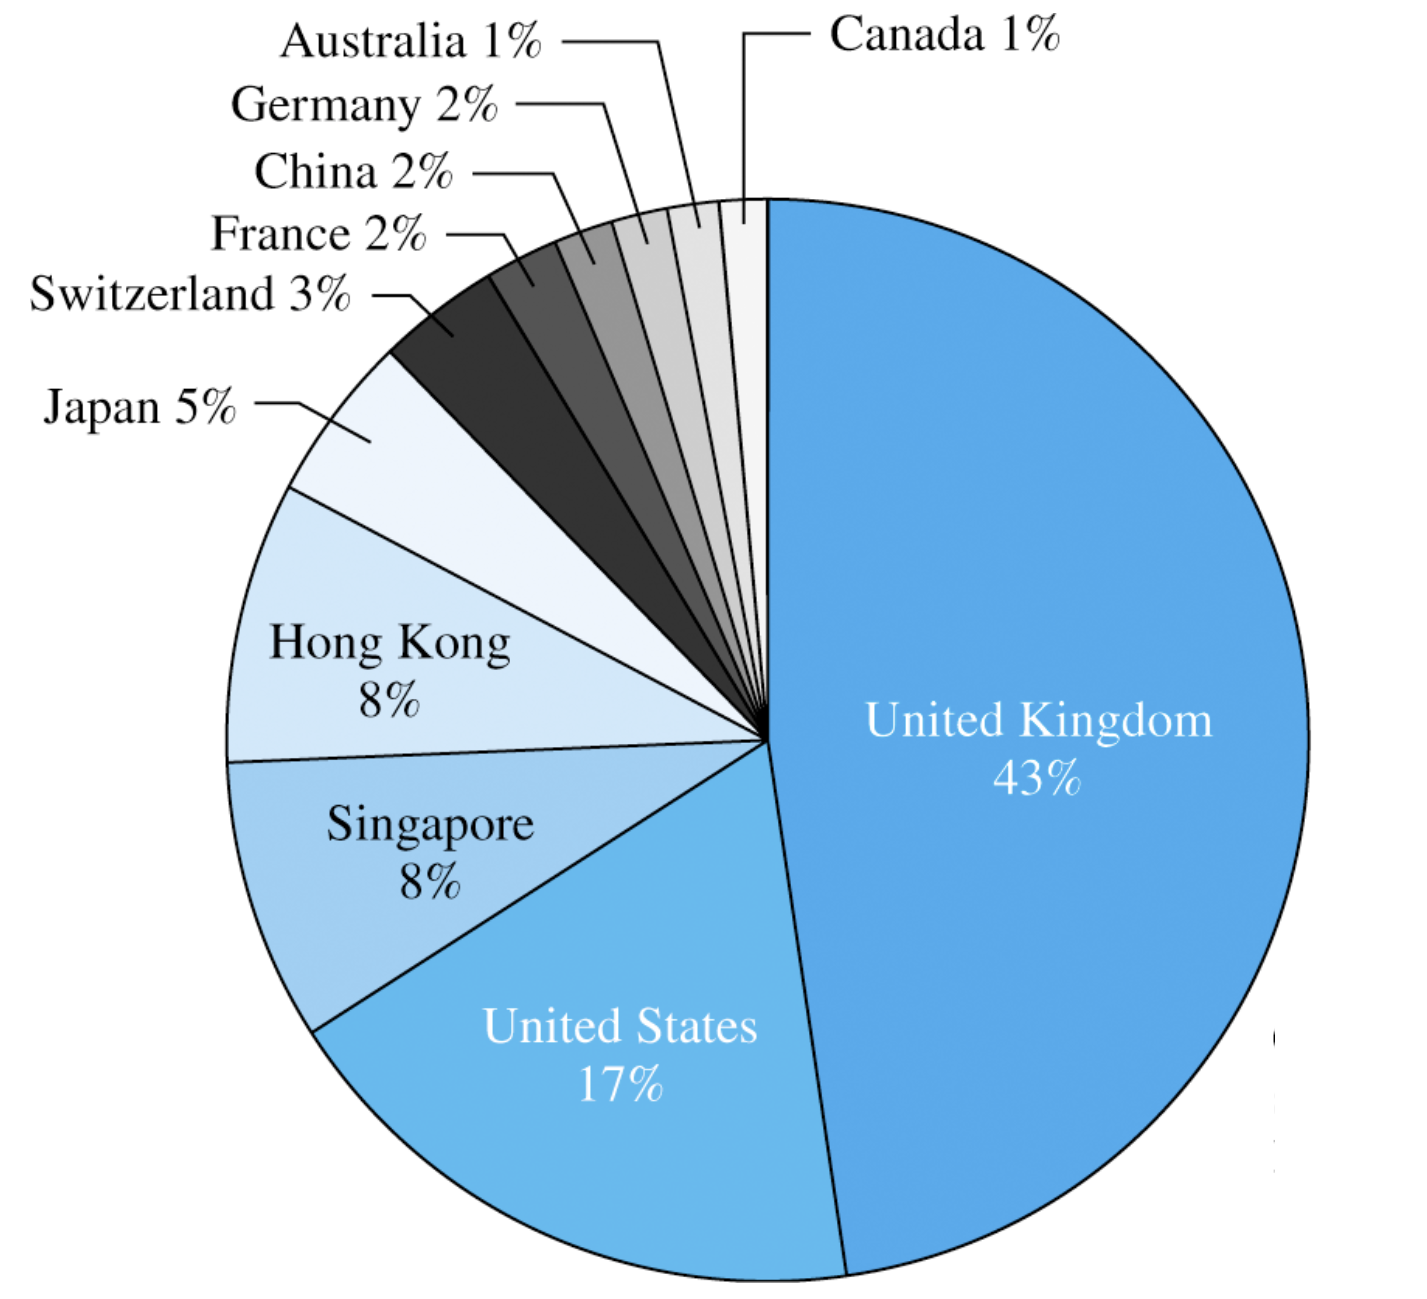 Australia 1%
Canada 1%
Germany 2%
China 2%
France 2%
Switzerland 3%
Japan 5%
Hong Kong
8%
United Kingdom
43%
Singapore
8%
United States
17%